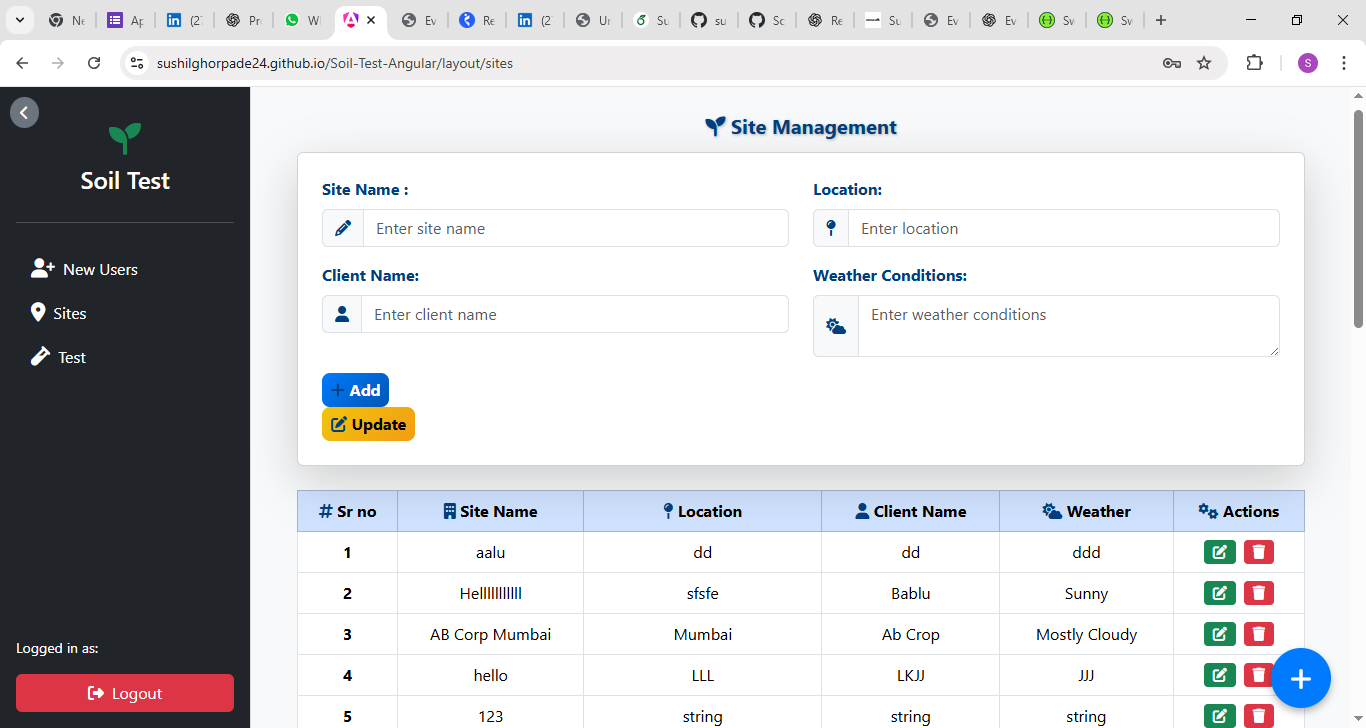 Ne
Ap
(2
Pr
W
Ev
Re
(2
Ur
Su
su
Sc
Re
Su
Ev
Ev
Sv
Sv
sushilghorpade24.github.io/Soil-Test-Angular/layout/sites
S
Soil Test
New Users
Sites
Test
Logged in as:
Logout
Site Management
Site Name : Location:
Enter site name Enter location
Client Name: Weather Conditions:
Enter client name Enter weather conditions
Add
Update
# Sr no Site Name Location Client Name Weather Actions
1 aalu dd dd ddd
2 Helllllllllll sfsfe Bablu Sunny
3 AB Corp Mumbai Mumbai Ab Crop Mostly Cloudy
4 hello LLL LKJJ JJJ
5 123 string string string